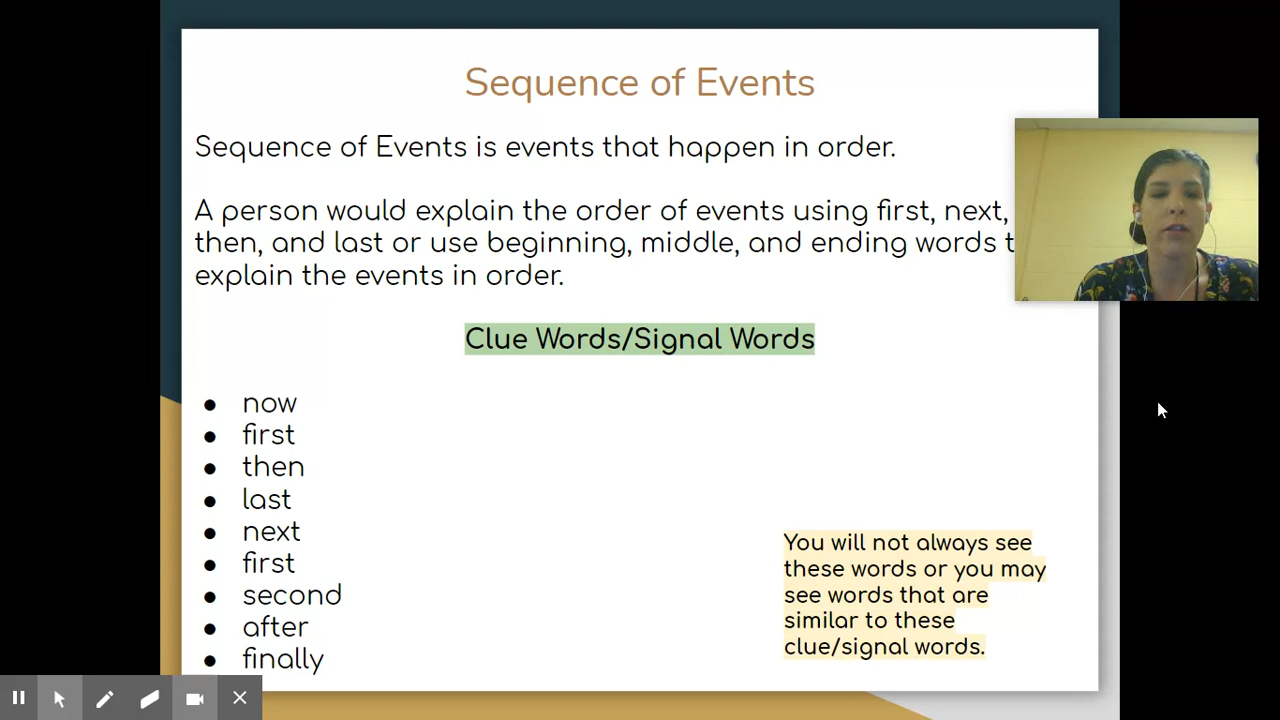 Sequence of Events
Sequence of Events is events that happen in order.
A person would explain the order of events using first, next,
then, and last or use beginning, middle, and ending words
explain the events in order.
Clue Words/Signal Words
● now
● first
● then
● last
● next
● first
● second
● after
● finally
You will not always see
these words or you may
see words that are
similar to these
clue/signal words.